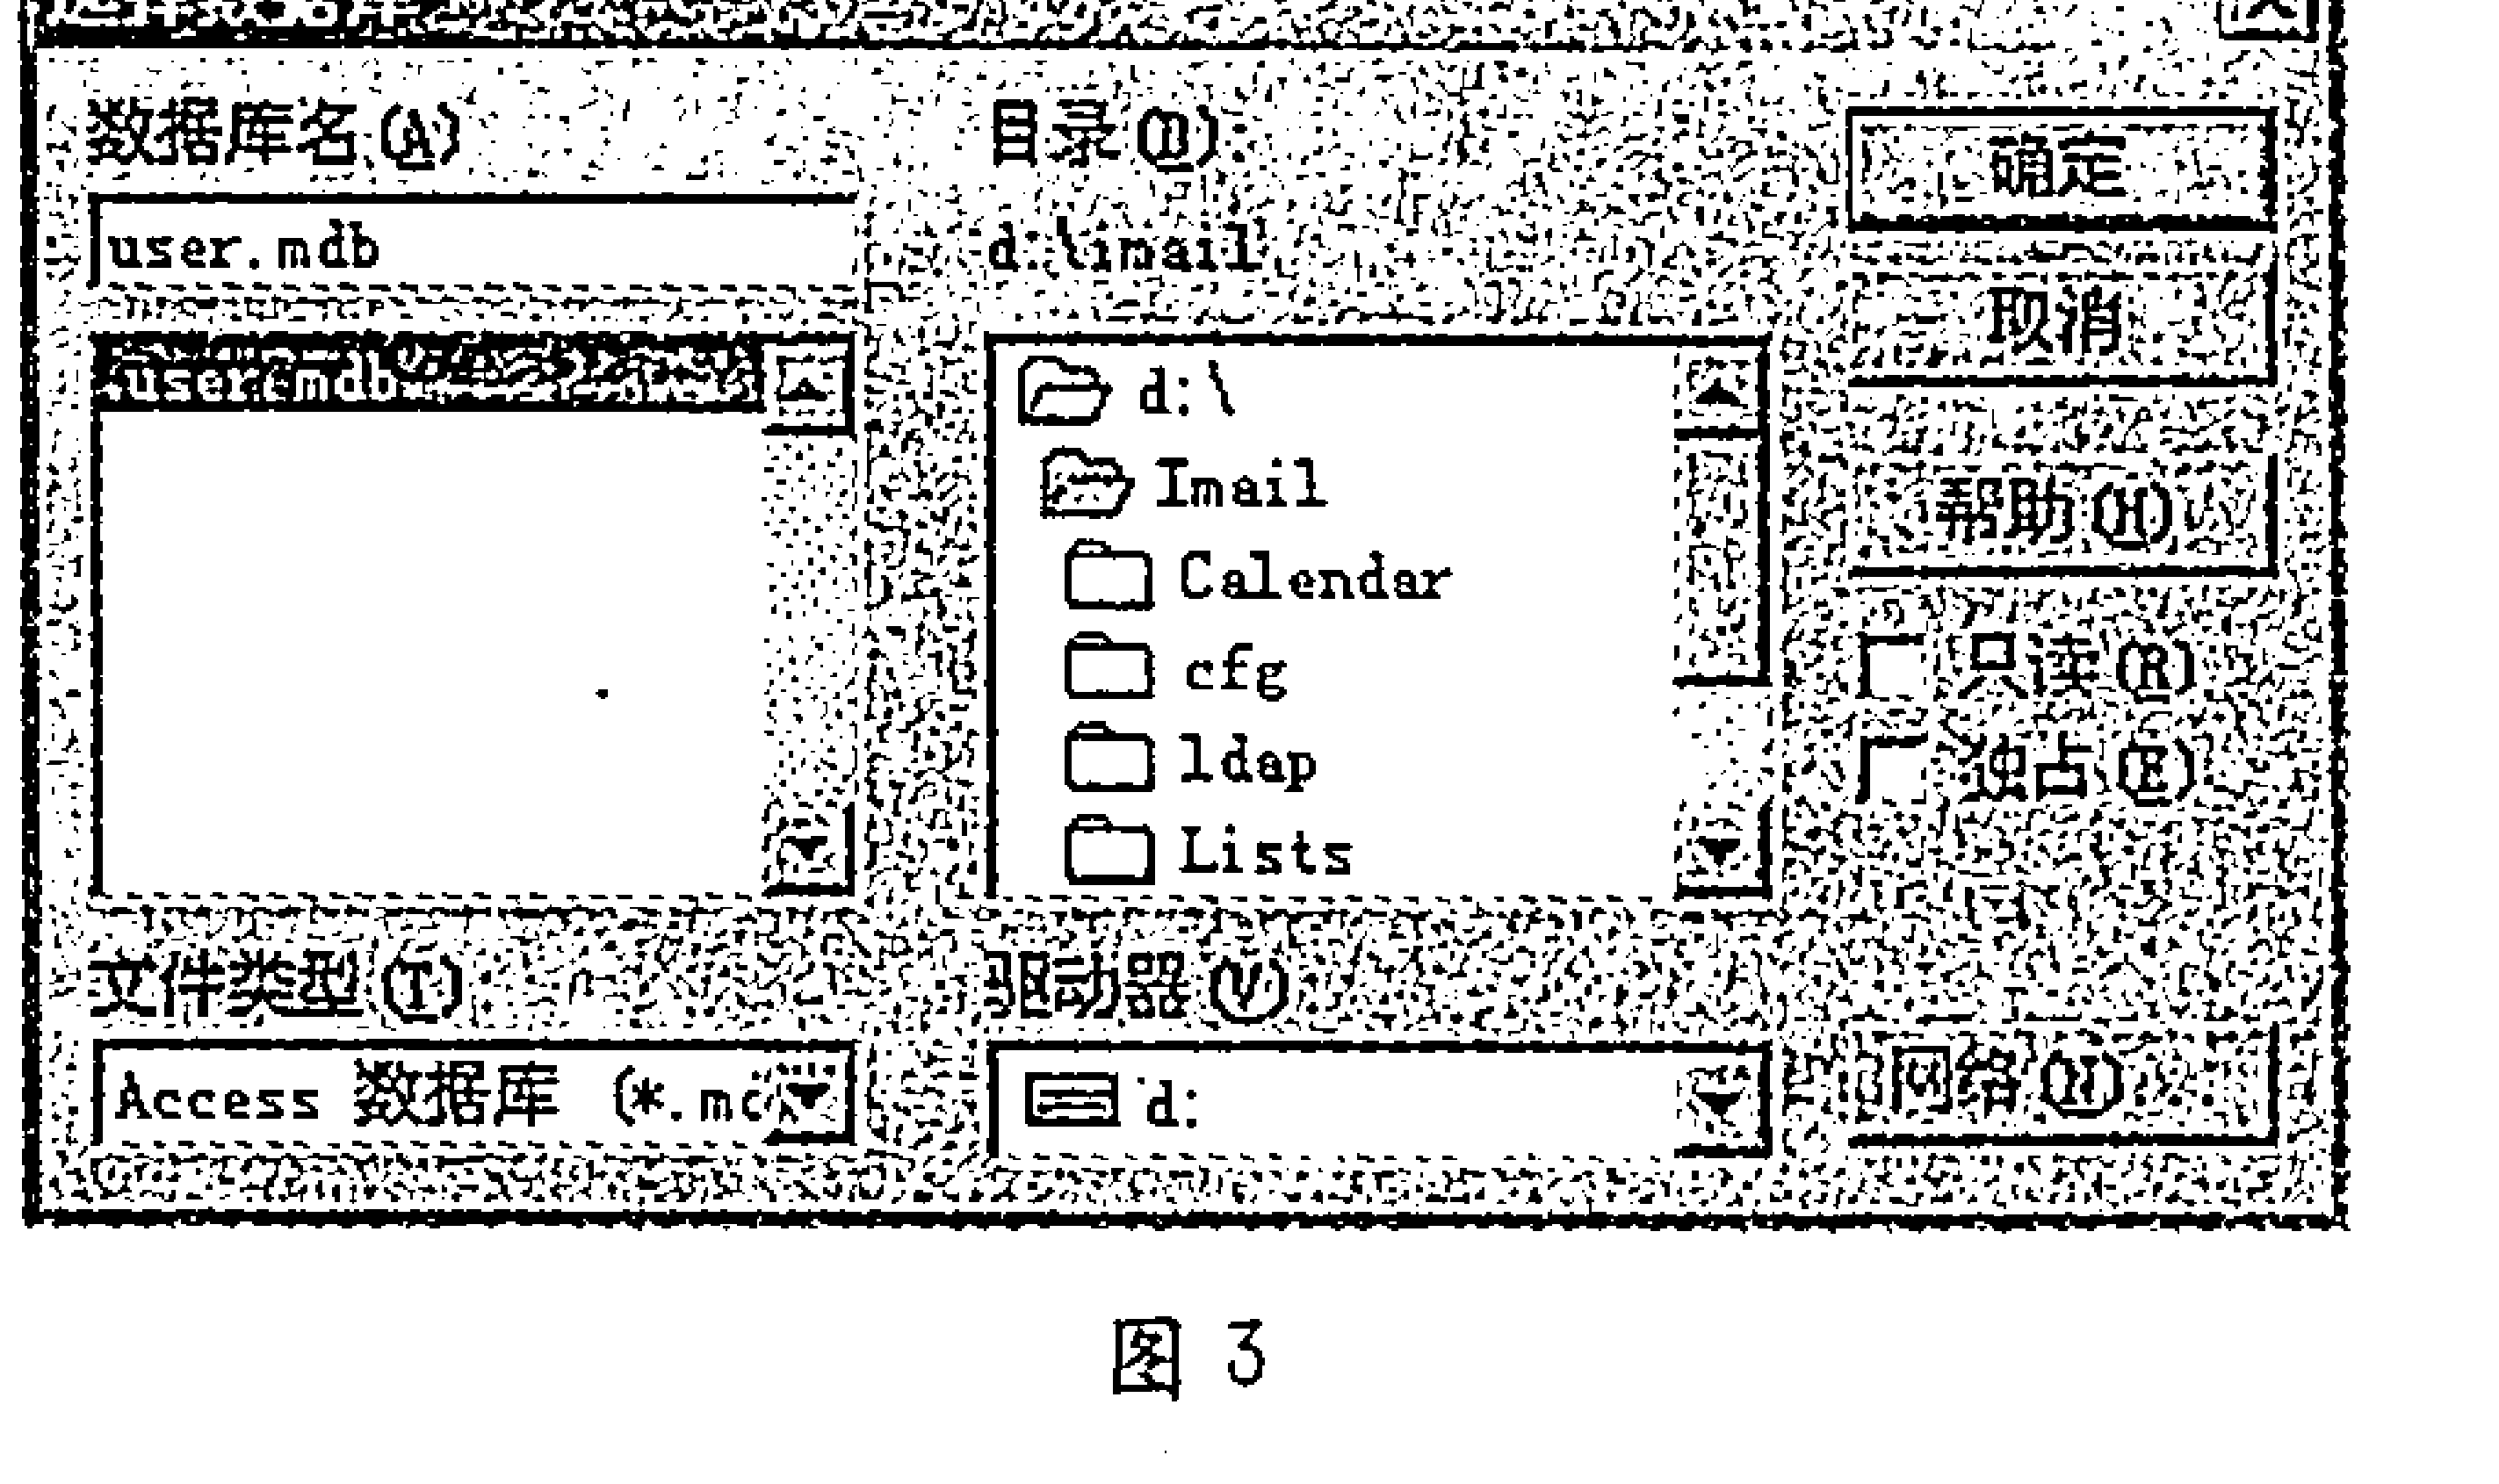 数据库名(A)
user.mdb
user.mdb
文件类型(T)
Access 数据库 (*.m
目录(D):
d:\imail
d:\
Imail
Calendar
cfg
ldap
Lists
驱动器(V)
d:
确定
取消
帮助(H)
只读(R)
独占(E)
网络(N)
图 3